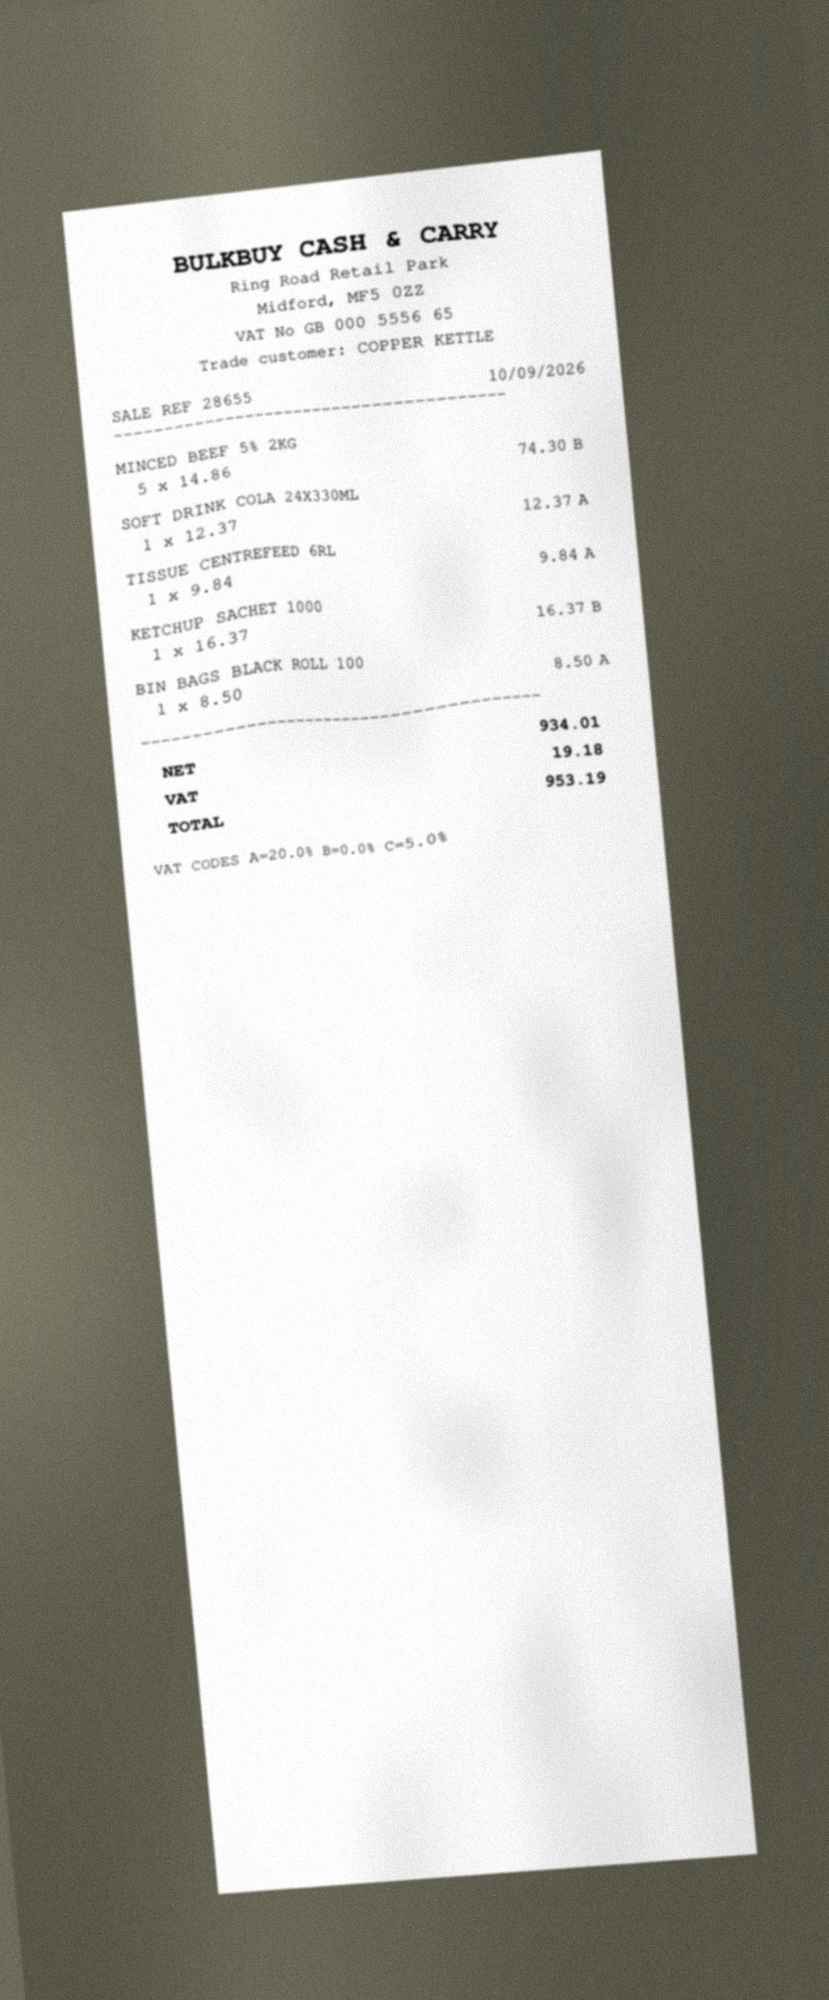 BULKBUY CASH & CARRY
Ring Road Retail Park
Midford, MF5 0ZZ
VAT No GB 000 5556 65
Trade customer: COPPER KETTLE
SALE REF 28655 10/09/2026
----------------------------------------
MINCED BEEF 5% 2KG
5 x 14.86 74.30 B
SOFT DRINK COLA 24X330ML
1 x 12.37 12.37 A
TISSUE CENTREFEED 6RL
1 x 9.84 9.84 A
KETCHUP SACHET 1000
1 x 16.37 16.37 B
BIN BAGS BLACK ROLL 100
1 x 8.50 8.50 A
----------------------------------------
NET 934.01
VAT 19.18
TOTAL 953.19
VAT CODES A=20.0% B=0.0% C=5.0%